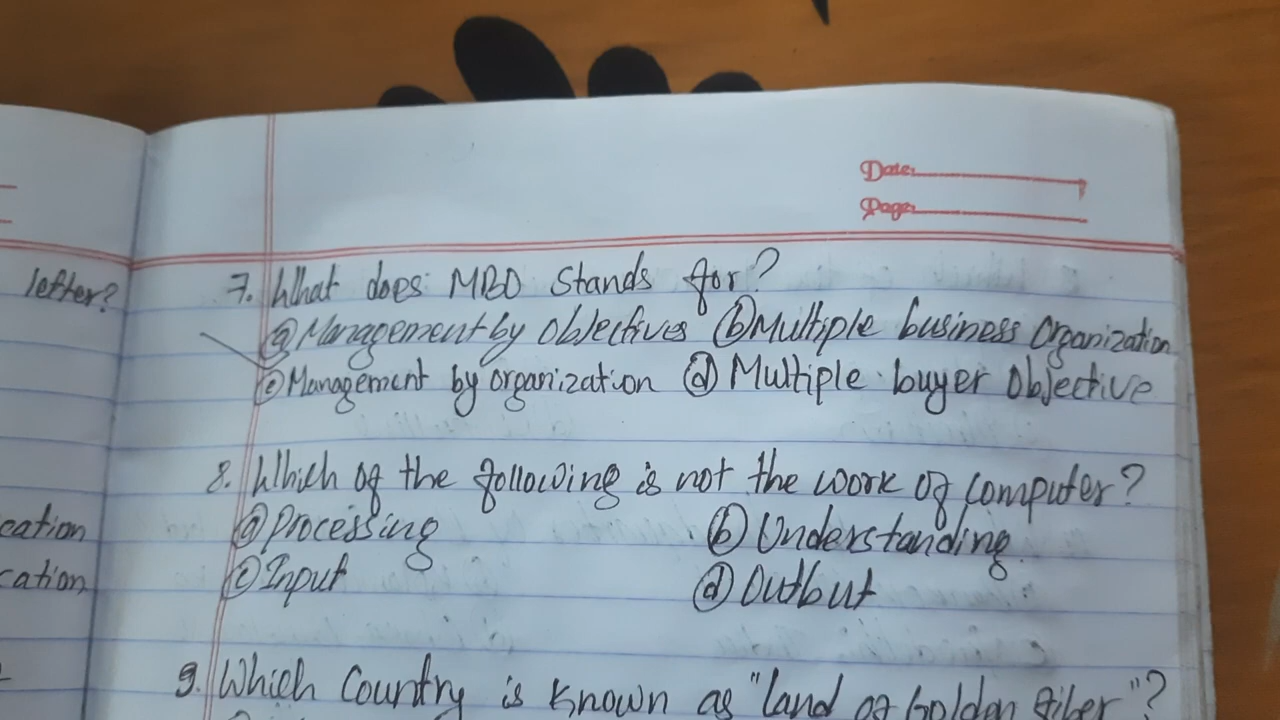 Date:
Page:
letter?
7. What does MBO Stands for?
(a) Management by Objectives (b) Multiple business Organization
(c) Management by organization (d) Multiple buyer Objective
8. Which of the following is not the work of computer?
eation
(a) Processing (b) Understanding
cation
(c) Input (d) Outbut
9. Which Country is known as "land of Golden fiber"?